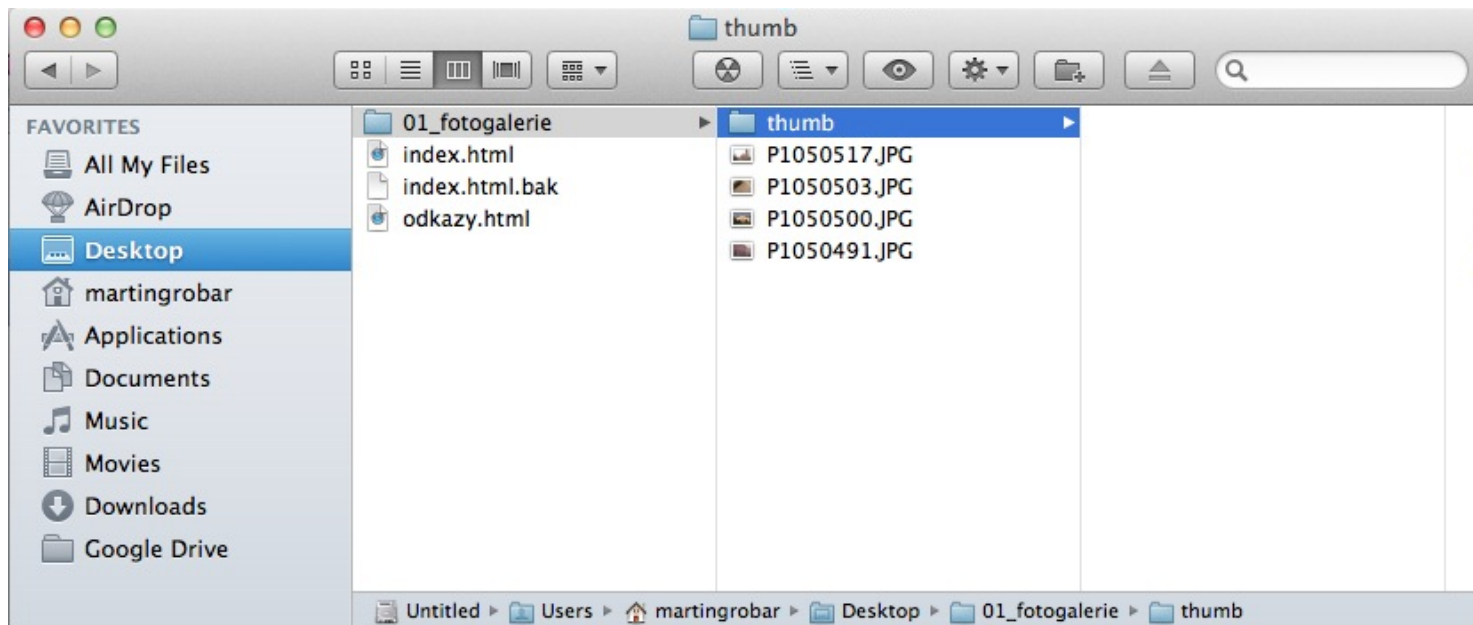 thumb
FAVORITES
All My Files
AirDrop
Desktop
martingrobar
Applications
Documents
Music
Movies
Downloads
Google Drive
01_fotogalerie
index.html
index.html.bak
odkazy.html
thumb
P1050517.JPG
P1050503.JPG
P1050500.JPG
P1050491.JPG
Untitled ▸ Users ▸ martingrobar ▸ Desktop ▸ 01_fotogalerie ▸ thumb